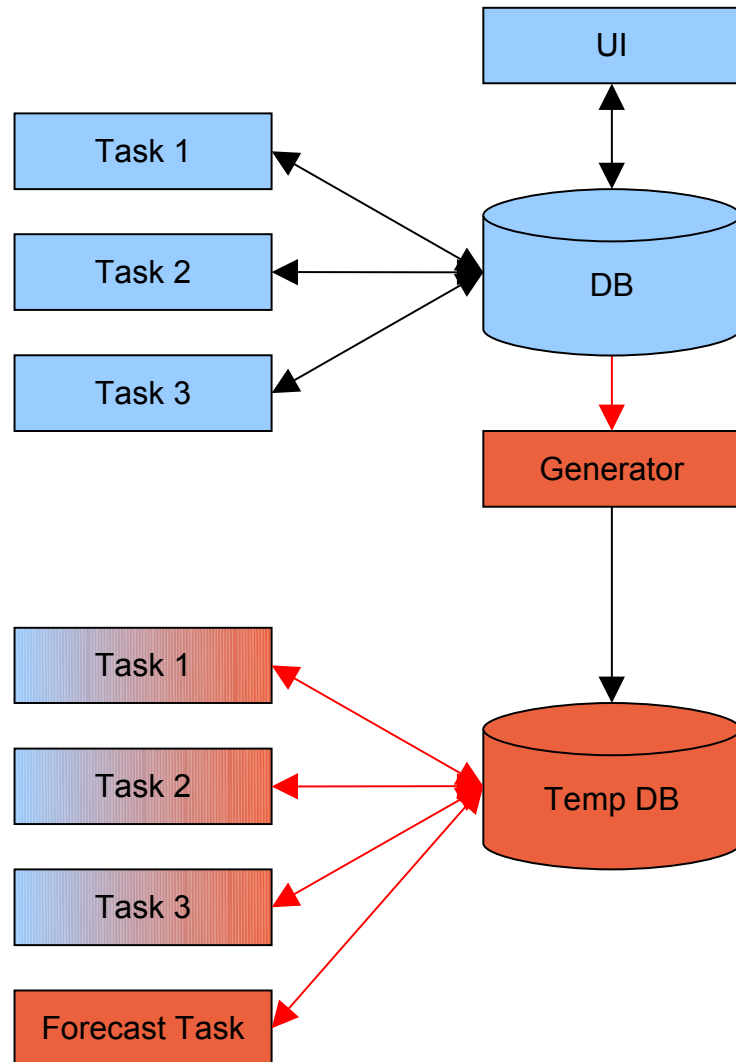 UI
Task 1
Task 2
DB
Task 3
Generator
Task 1
Task 2
Temp DB
Task 3
Forecast Task